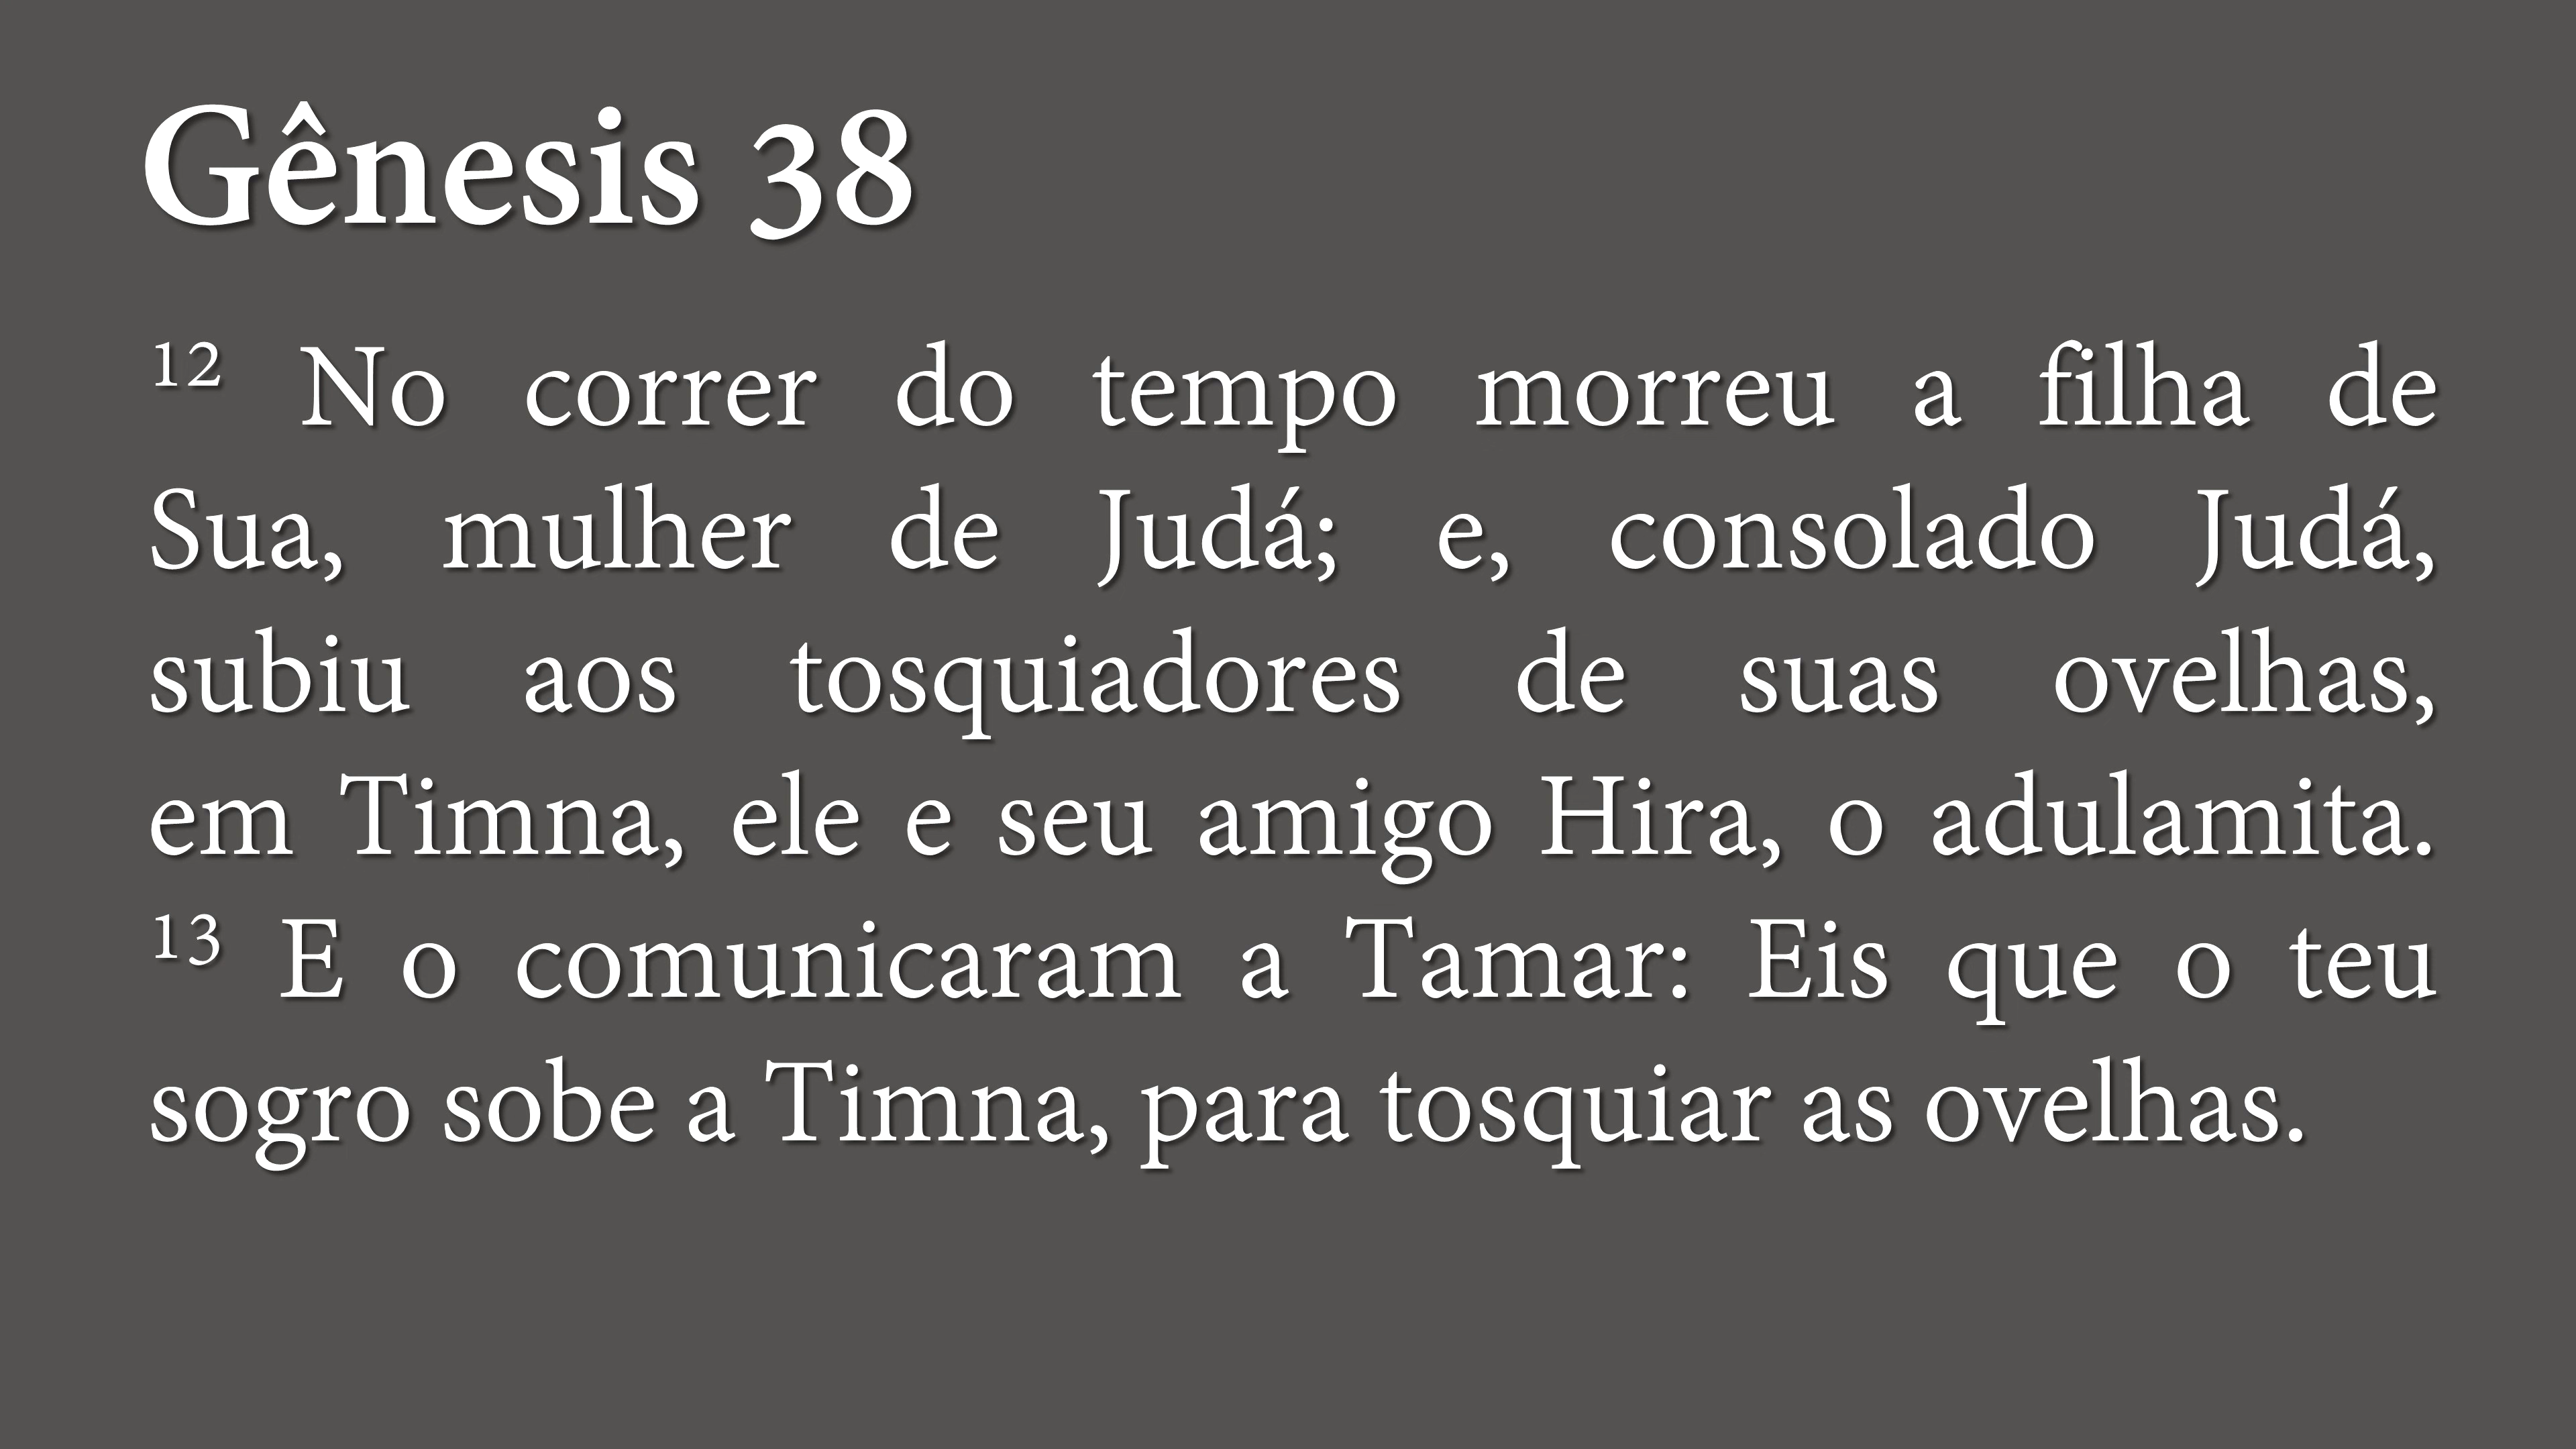 Gênesis 38
¹² No correr do tempo morreu a filha de
Sua, mulher de Judá; e, consolado Judá,
subiu aos tosquiadores de suas ovelhas,
em Timna, ele e seu amigo Hira, o adulamita.
¹³ E o comunicaram a Tamar: Eis que o teu
sogro sobe a Timna, para tosquiar as ovelhas.